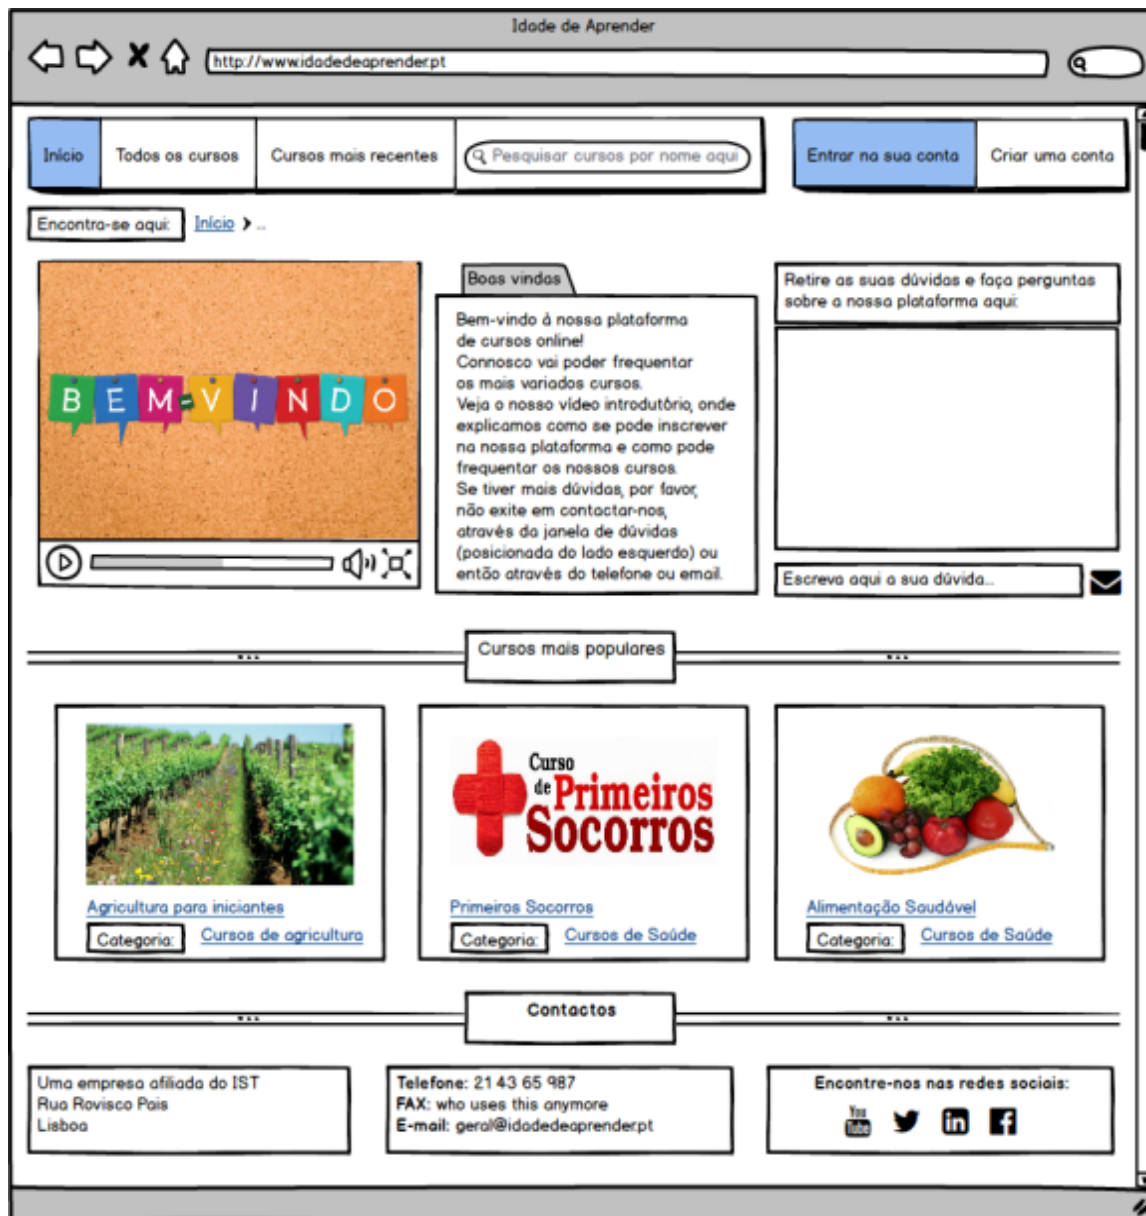 Idade de Aprender
http://www.idadedeaprender.pt
Início
Todos os cursos
Cursos mais recentes
Pesquisar cursos por nome aqui
Entrar na sua conta
Criar uma conta
Encontra-se aqui:
Início > ...
BEM-VINDO
Boas vindas
Bem-vindo à nossa plataforma
de cursos online!
Connosco vai poder frequentar
os mais variados cursos.
Veja o nosso vídeo introdutório, onde
explicamos como se pode inscrever
na nossa plataforma e como pode
frequentar os nossos cursos.
Se tiver mais dúvidas, por favor,
não exite em contactar-nos,
através da janela de dúvidas
(posicionada do lado esquerdo) ou
então através do telefone ou email.
Retire as suas dúvidas e faça perguntas
sobre a nossa plataforma aqui:
Escreva aqui a sua dúvida...
Cursos mais populares
Agricultura para iniciantes
Categoria: Cursos de agricultura
Curso
de Primeiros
Socorros
Primeiros Socorros
Categoria: Cursos de Saúde
Alimentação Saudável
Categoria: Cursos de Saúde
Contactos
Uma empresa afiliada do IST
Rua Rovisco Pais
Lisboa
Telefone: 21 43 65 987
FAX: who uses this anymore
E-mail: geral@idadedeaprender.pt
Encontre-nos nas redes sociais:
You
Tube
in
f